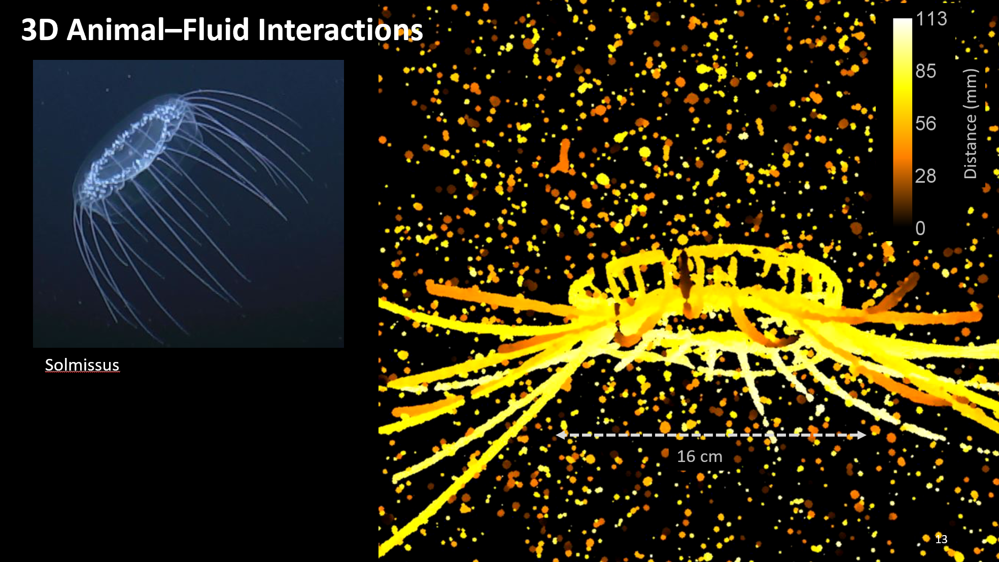 3D Animal–Fluid Interactions
Solmissus
113
85
56
28
0
Distance (mm)
16 cm
13